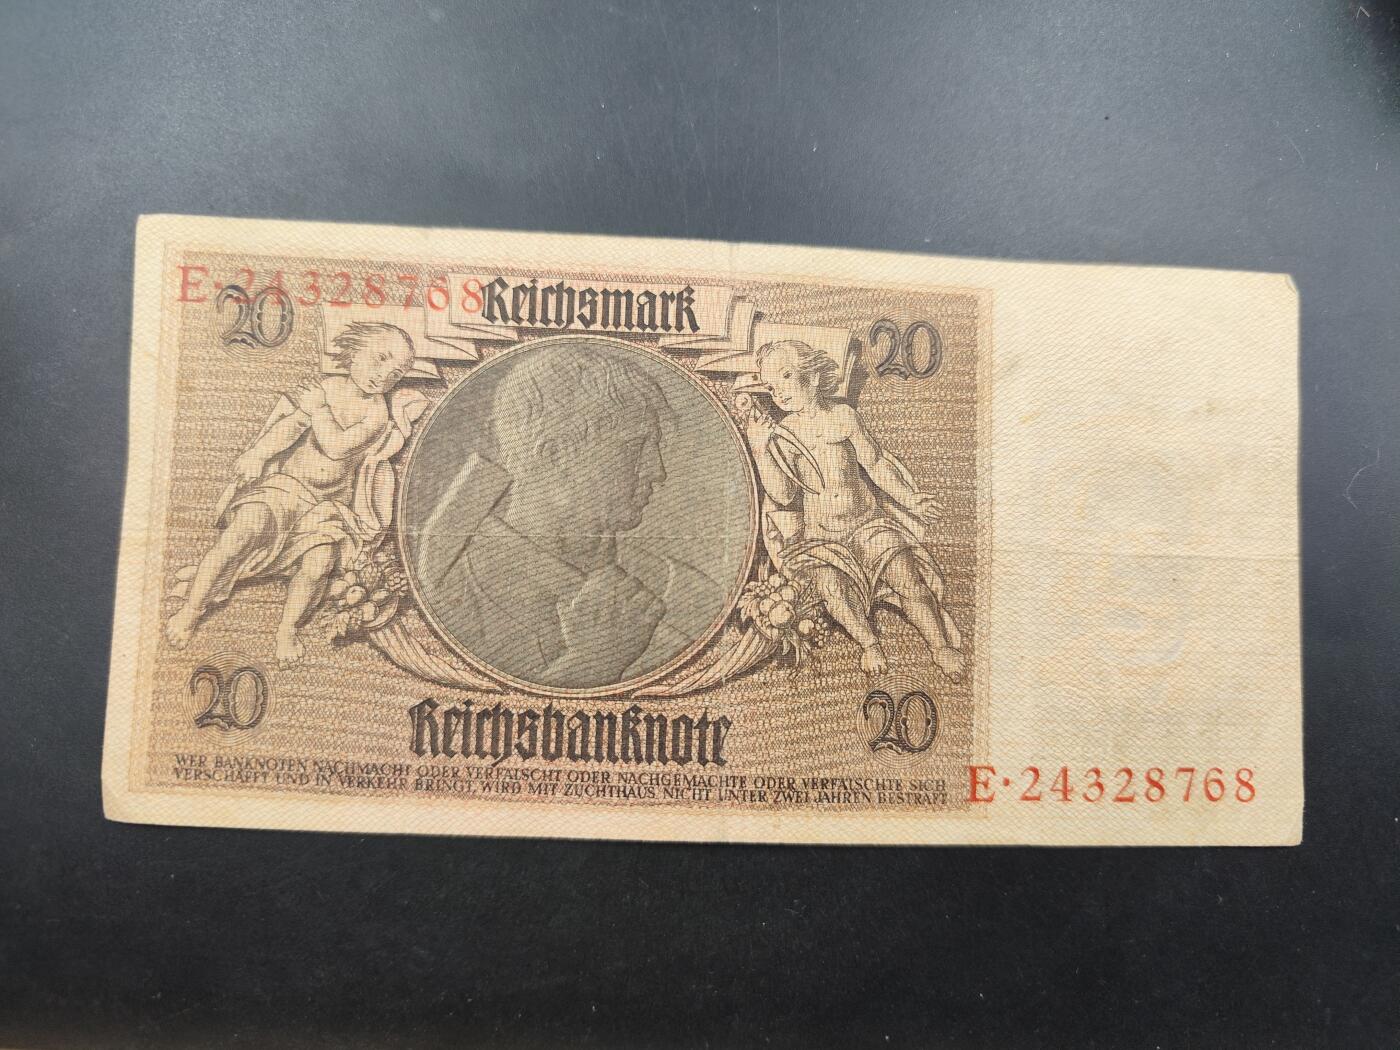 E·24328768
20 Reichsmark 20
20 Reichsbanknote 20
WER BANKNOTEN NACHMACHT ODER VERFÄLSCHT ODER NACHGEMACHTE ODER VERFÄLSCHTE SICH
VERSCHAFFT UND IN VERKEHR BRINGT, WIRD MIT ZUCHTHAUS NICHT UNTER ZWEI JAHREN BESTRAFT
E·24328768